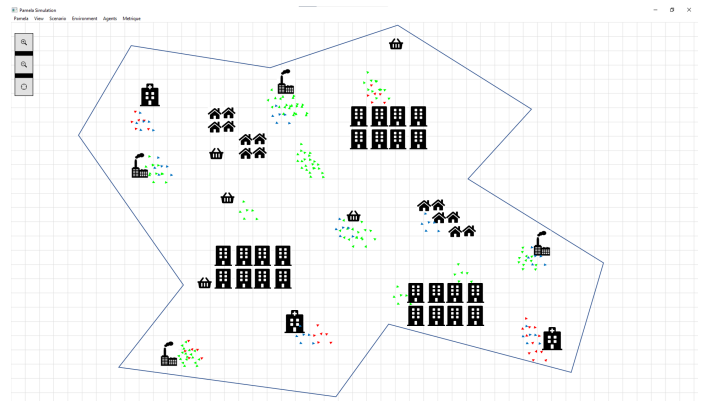 Pamela Simulation
Pamela View Scenario Environment Agents Metrique